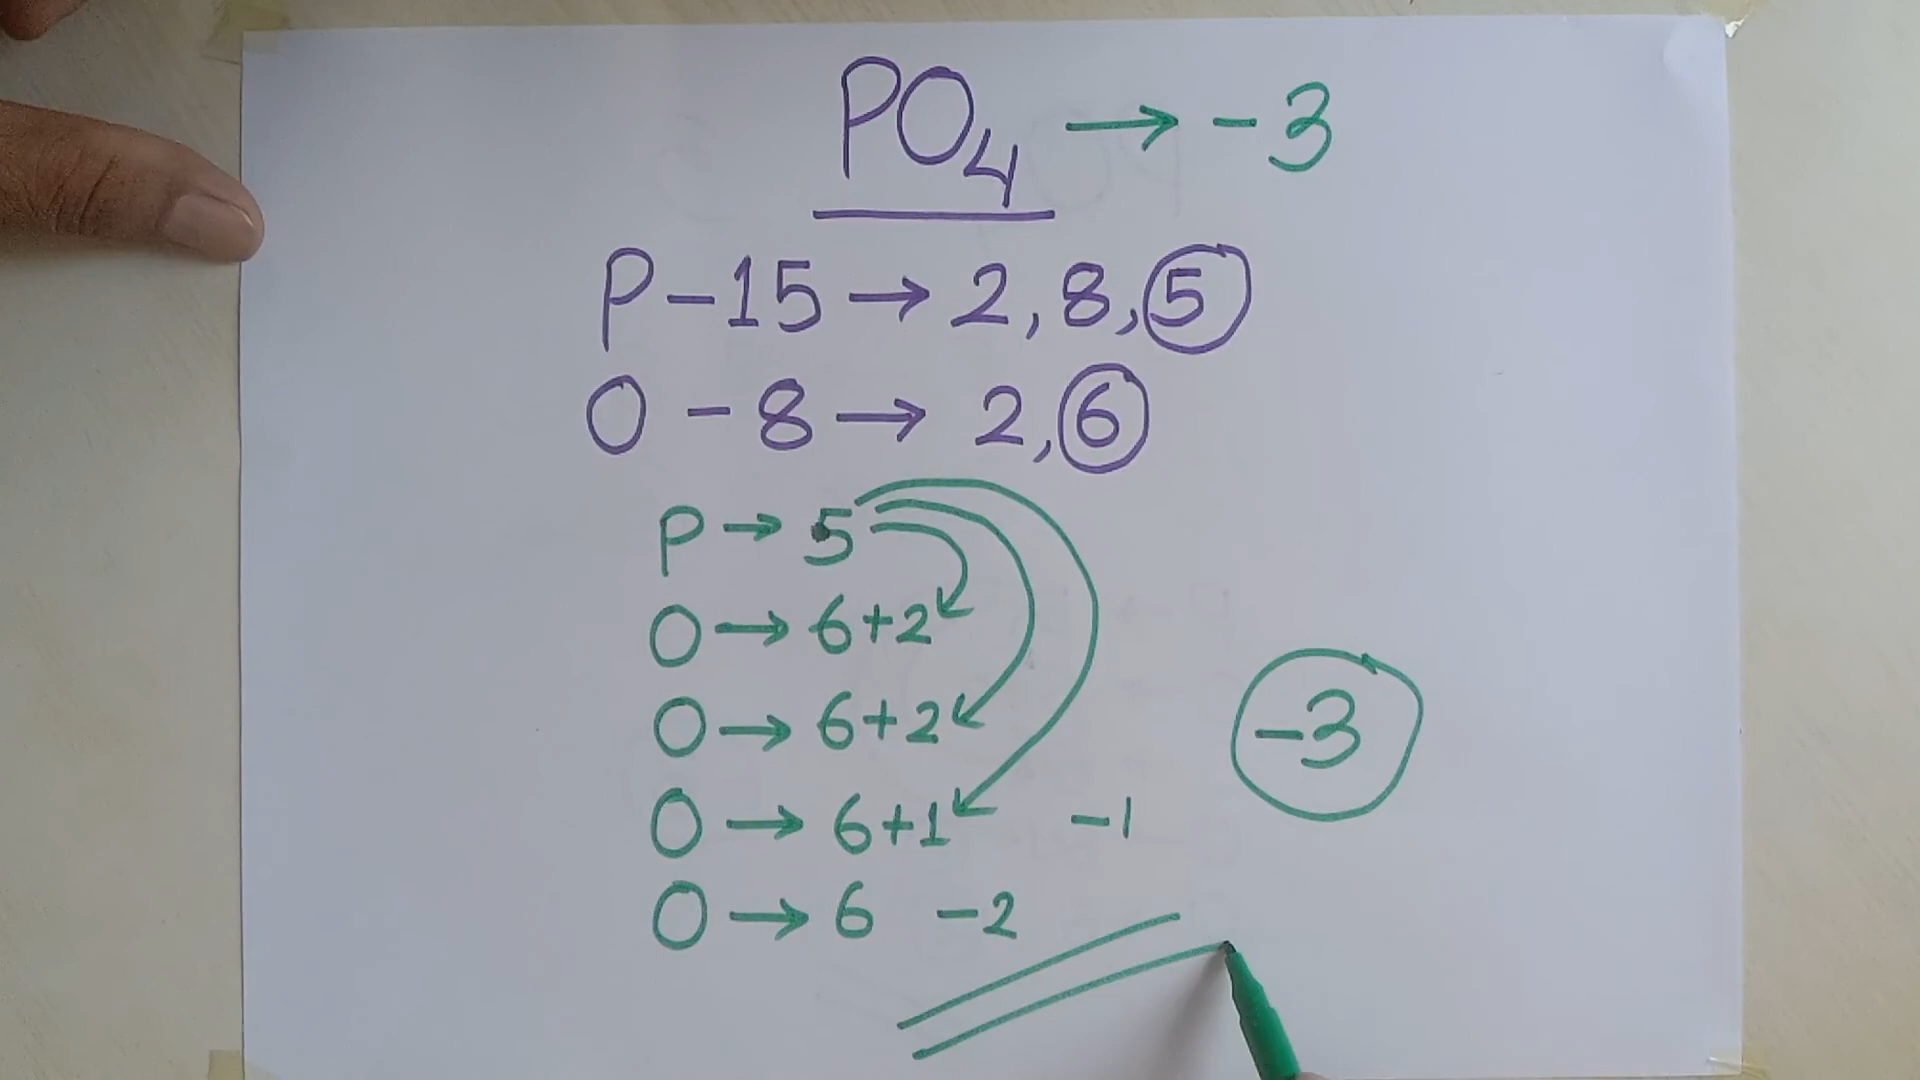 PO4 → -3
P - 15 → 2, 8, 5
O - 8 → 2, 6
P → 5
O → 6+2
O → 6+2
O → 6+1 -1
O → 6 -2
-3